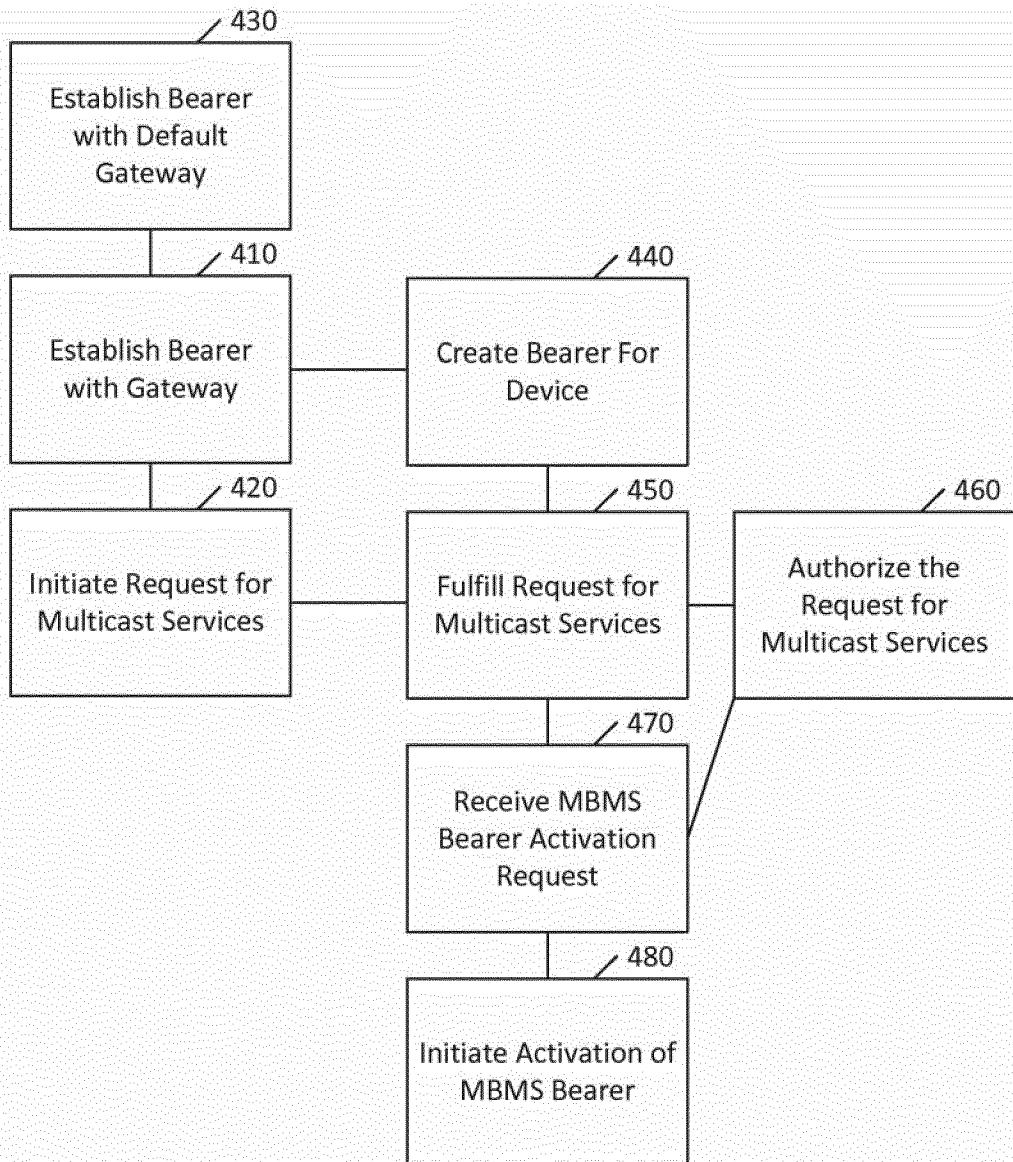 430
Establish Bearer
with Default
Gateway
410
Establish Bearer
with Gateway
440
Create Bearer For
Device
420
Initiate Request for
Multicast Services
450
Fulfill Request for
Multicast Services
460
Authorize the
Request for
Multicast Services
470
Receive MBMS
Bearer Activation
Request
480
Initiate Activation of
MBMS Bearer